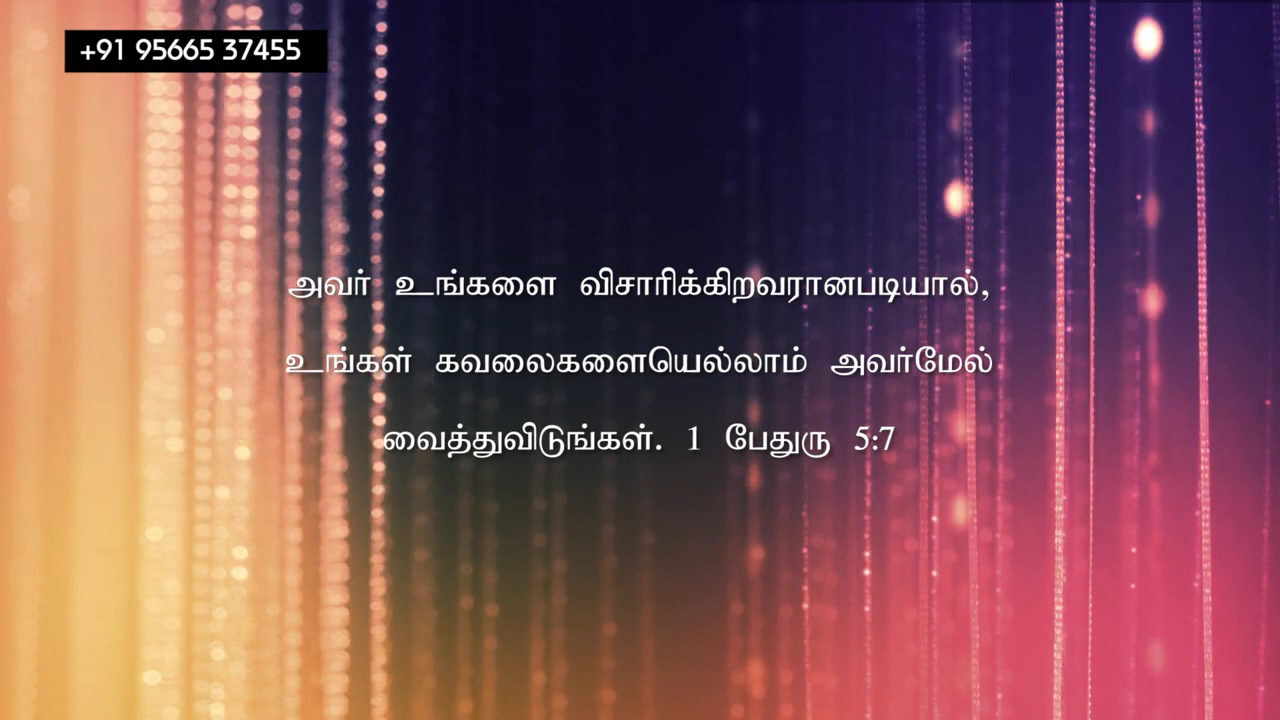 +91 95665 37455
அவர் உங்களை விசாரிக்கிறவரானபடியால்,
உங்கள் கவலைகளையெல்லாம் அவர்மேல்
வைத்துவிடுங்கள். 1 பேதுரு 5:7